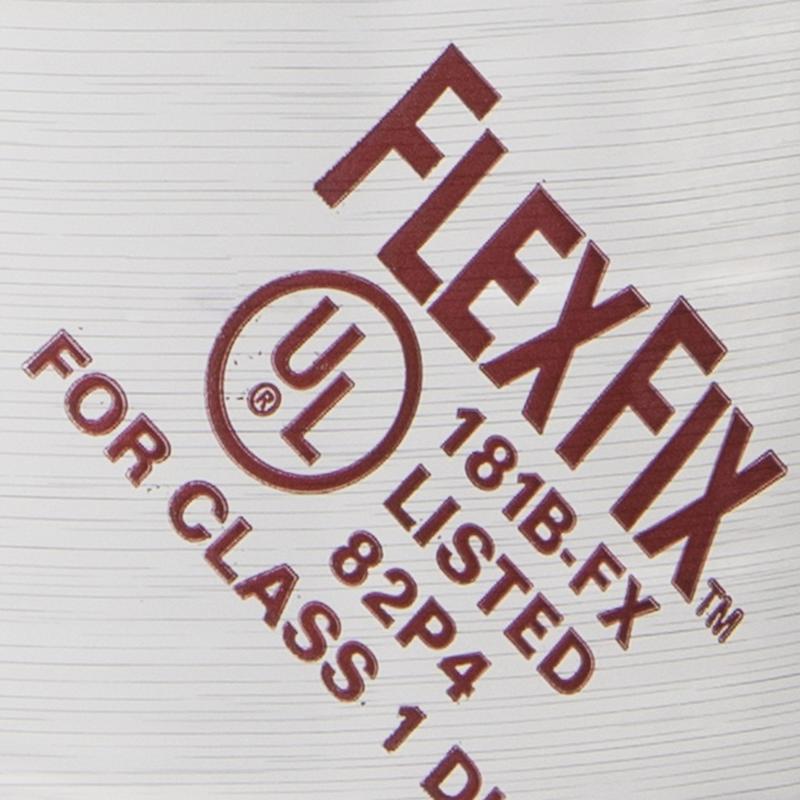 FLEXFIX™
UL®
181B-FX
LISTED
82P4
FOR CLASS 1